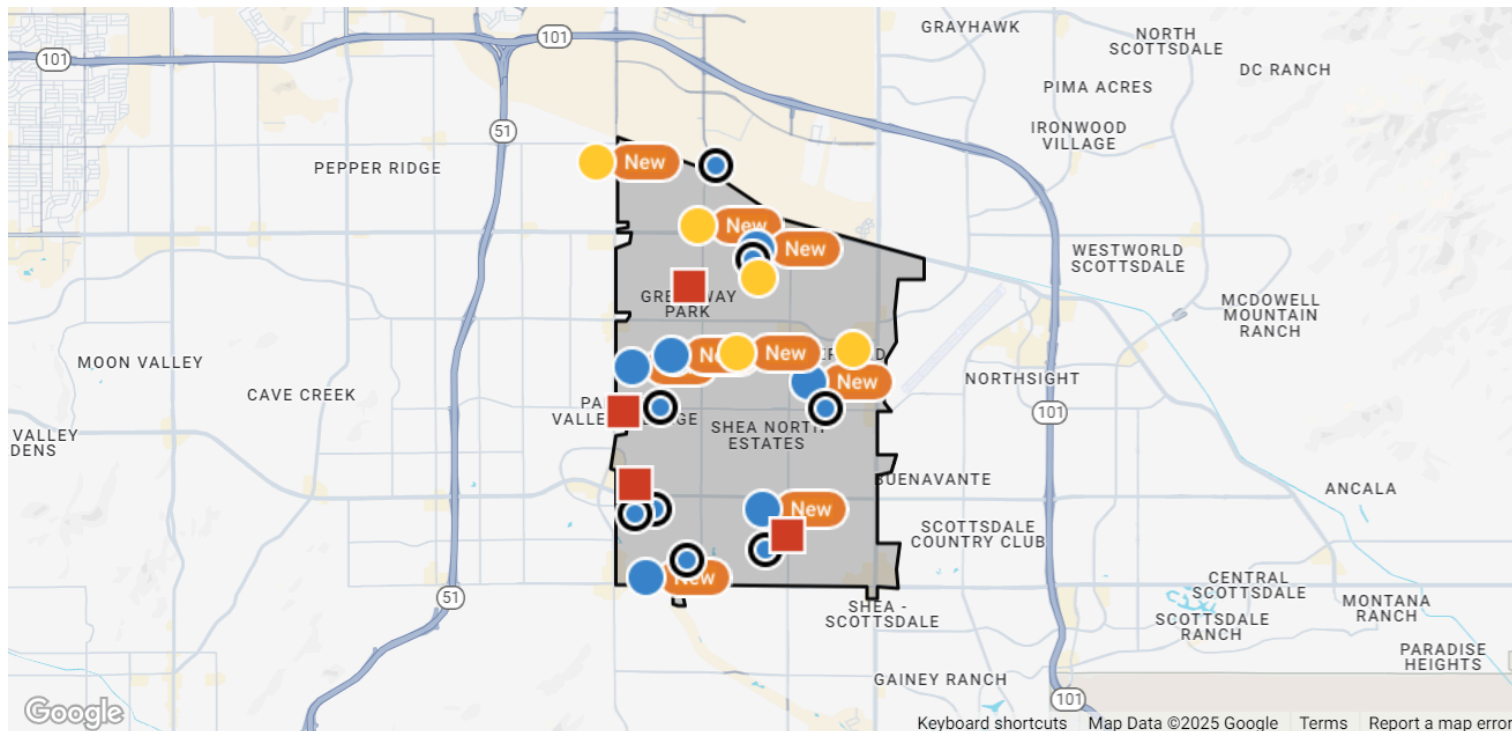 GRAYHAWK
NORTH
SCOTTSDALE
101
101
DC RANCH
PIMA ACRES
51
IRONWOOD
VILLAGE
PEPPER RIDGE
New
New
New
WESTWORLD
SCOTTSDALE
PARK
MCDOWELL
MOUNTAIN
RANCH
MOON VALLEY
New
New
NORTHSIGHT
CAVE CREEK
101
SHEA NORTH
ESTATES
VALLEY
DENS
BUENAVANTE
ANCALA
New
SCOTTSDALE
COUNTRY CLUB
New
CENTRAL
SCOTTSDALE
51
SHEA -
SCOTTSDALE
MONTANA
RANCH
SCOTTSDALE
RANCH
PARADISE
HEIGHTS
GAINEY RANCH
101
Google
Keyboard shortcuts Map Data ©2025 Google Terms Report a map error